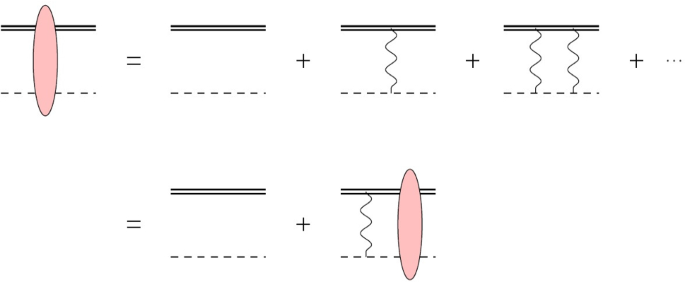 = + + + ···
= +